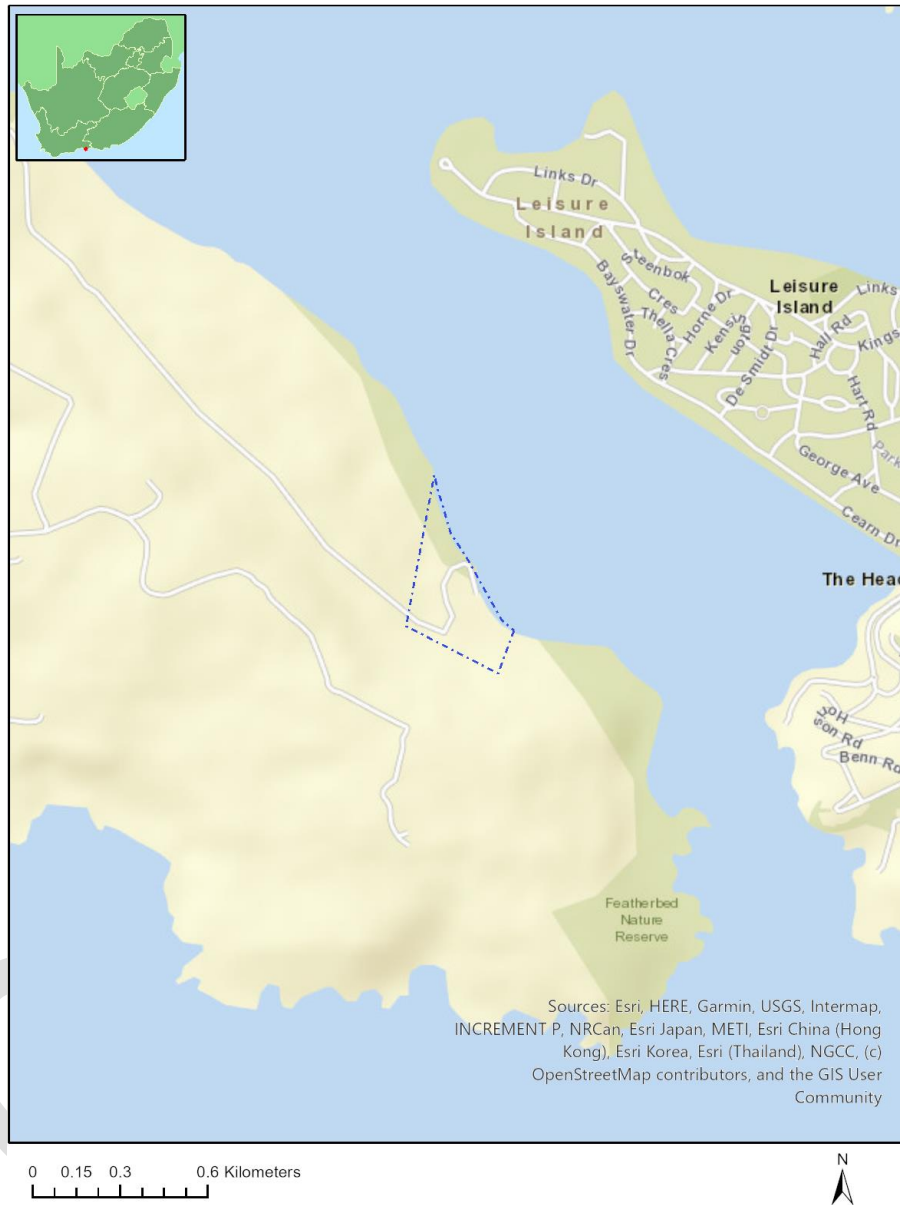 Links Dr
Leisure
Island
Steenbok
Cres
Bayswater Dr
Thella Cres
Horne Dr
Kensington
De Smidt Dr
Leisure
Island
Links
Hall Rd
Kings
Hart Rd
Park
George Ave
Cearn Dr
The Head
son Rd
Benn Rd
Featherbed
Nature
Reserve
Sources: Esri, HERE, Garmin, USGS, Intermap,
INCREMENT P, NRCan, Esri Japan, METI, Esri China (Hong
Kong), Esri Korea, Esri (Thailand), NGCC, (c)
OpenStreetMap contributors, and the GIS User
Community
0 0.15 0.3 0.6 Kilometers
N